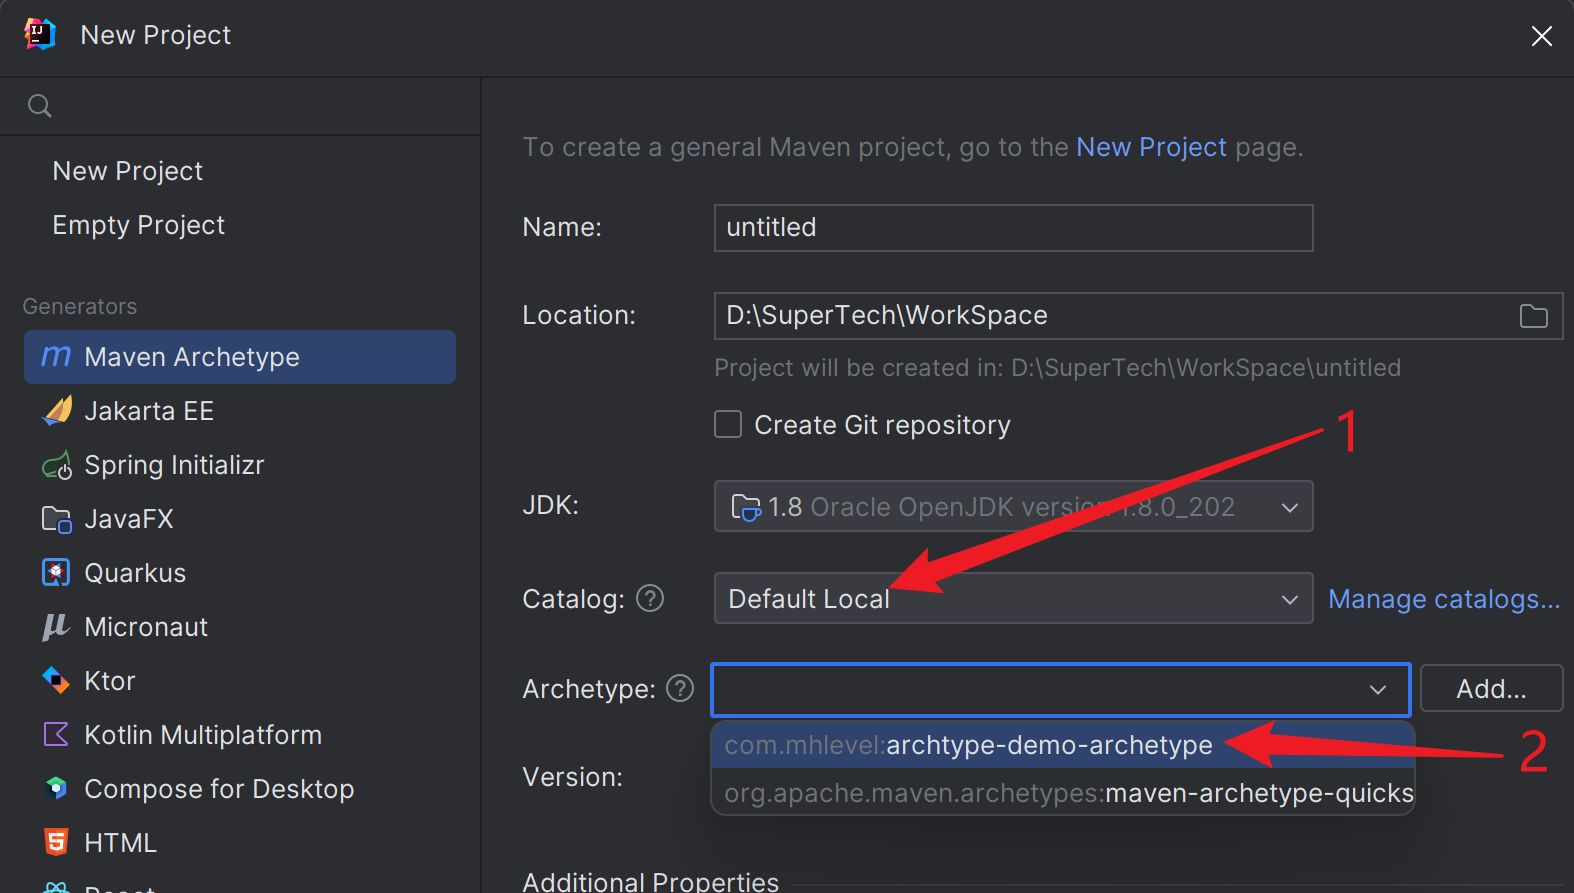 New Project
New Project
Empty Project
Generators
Maven Archetype
Jakarta EE
Spring Initializr
JavaFX
Quarkus
Micronaut
Ktor
Kotlin Multiplatform
Compose for Desktop
HTML
To create a general Maven project, go to the New Project page.
Name: untitled
Location: D:\SuperTech\WorkSpace
Project will be created in: D:\SuperTech\WorkSpace\untitled
Create Git repository
1
JDK: 1.8 Oracle OpenJDK version 1.8.0_202
Catalog: ? Default Local Manage catalogs...
Archetype: ? Add...
com.mhlevel:archtype-demo-archetype
2
Version:
org.apache.maven.archetypes:maven-archetype-quicks
Additional Properties